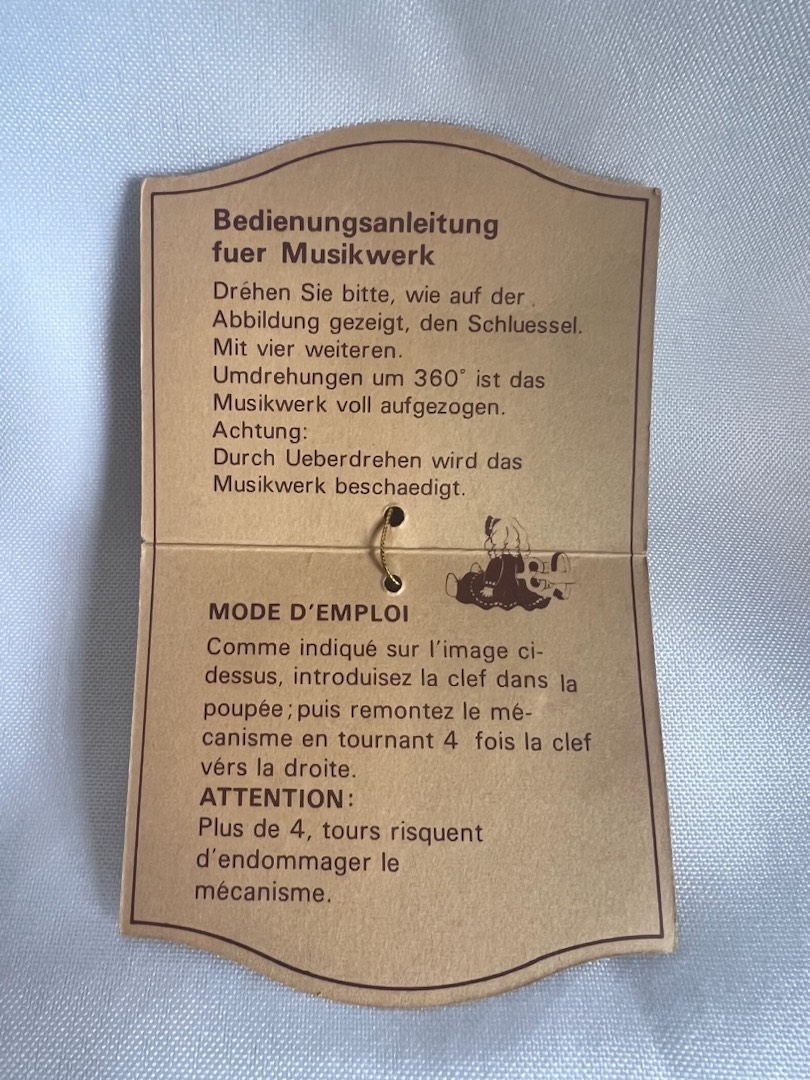 Bedienungsanleitung
fuer Musikwerk
Dréhen Sie bitte, wie auf der
Abbildung gezeigt, den Schluessel.
Mit vier weiteren.
Umdrehungen um 360° ist das
Musikwerk voll aufgezogen.
Achtung:
Durch Ueberdrehen wird das
Musikwerk beschaedigt.
MODE D'EMPLOI
Comme indiqué sur l'image ci-
dessus, introduisez la clef dans la
poupée; puis remontez le mé-
canisme en tournant 4 fois la clef
vérs la droite.
ATTENTION:
Plus de 4, tours risquent
d'endommager le
mécanisme.